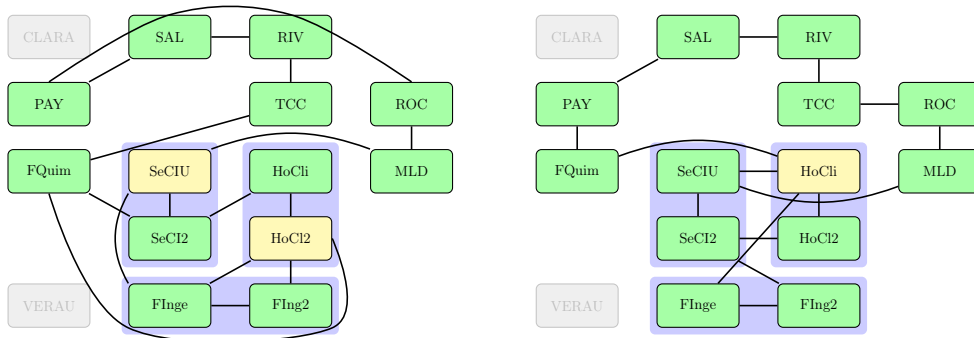 CLARA SAL RIV CLARA SAL RIV
PAY TCC ROC PAY TCC ROC
FQuim SeCIU HoCli MLD FQuim SeCIU HoCli MLD
SeCI2 HoCl2 SeCI2 HoCl2
VERAU FInge FIng2 VERAU FInge FIng2